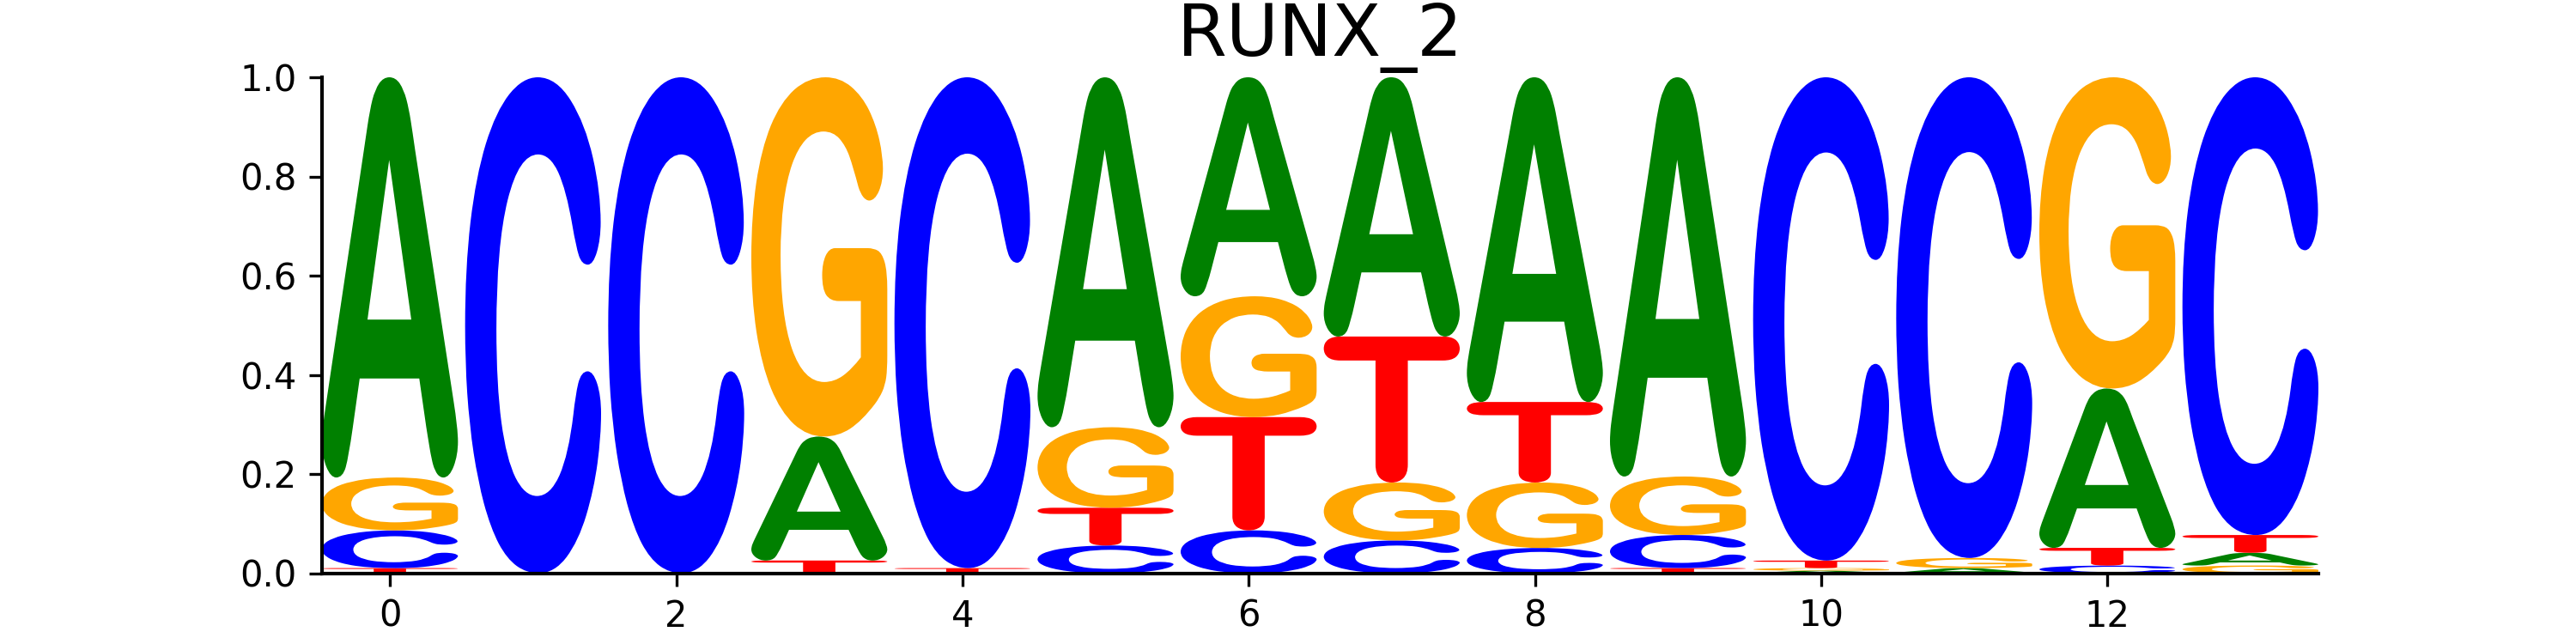 RUNX_2
1.0
0.8
0.6
0.4
0.2
0.0
A C C G C A A A A A C C G C
G A G G T T G A T
C T T T G G C T A
T C C C C T T G G C G
0 2 4 6 8 10 12